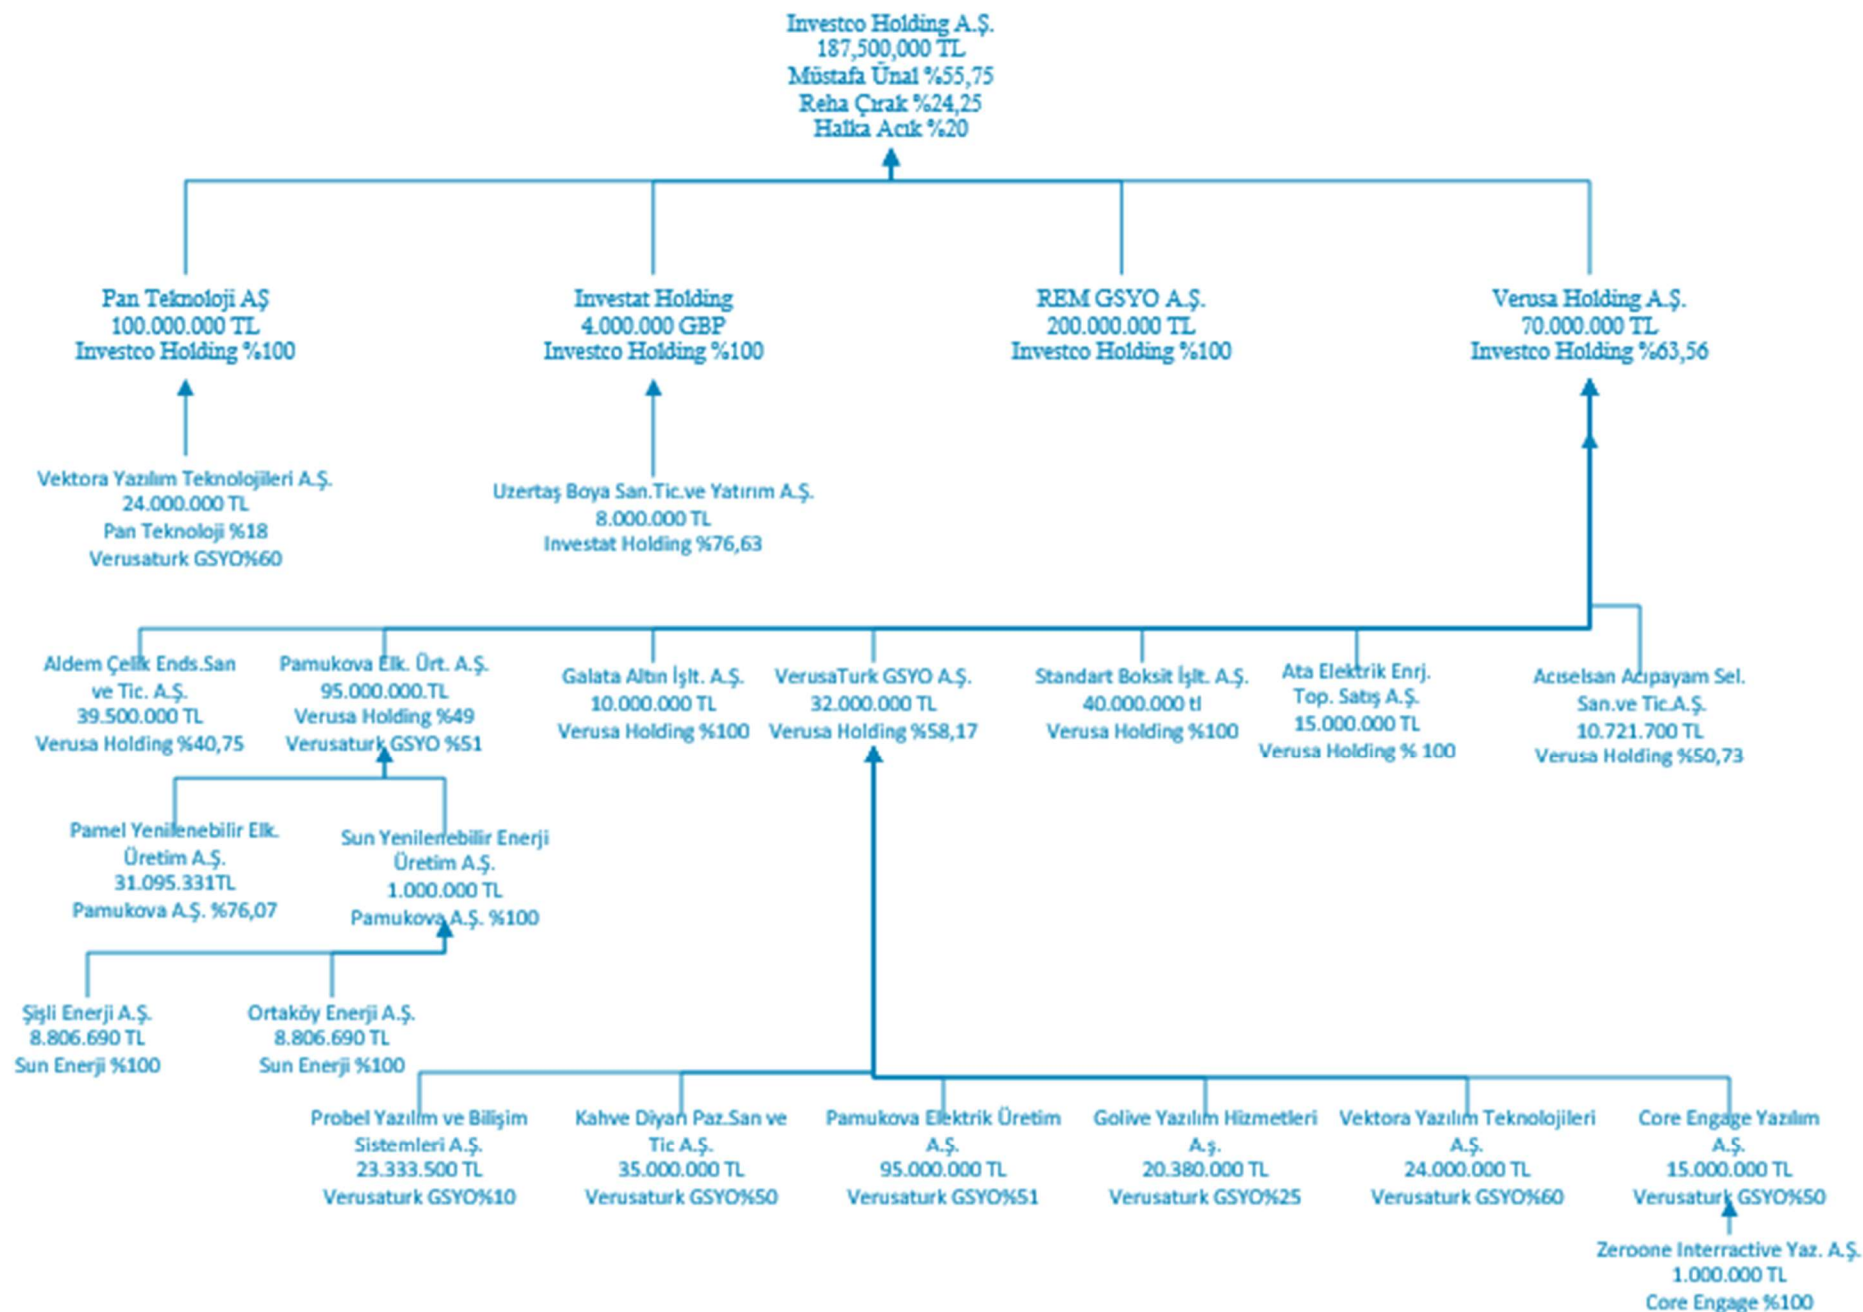 Investco Holding A.Ş.
187,500,000 TL
Müstafa Ünal %55,75
Reha Çırak %24,25
Halka Acık %20
Pan Teknoloji AŞ
100.000.000 TL
Investco Holding %100
Investat Holding
4.000.000 GBP
Investco Holding %100
REM GSYO A.Ş.
200.000.000 TL
Investco Holding %100
Verusa Holding A.Ş.
70.000.000 TL
Investco Holding %63,56
Vektora Yazılım Teknolojileri A.Ş.
24.000.000 TL
Pan Teknoloji %18
Verusaturk GSYO%60
Uzertaş Boya San.Tic.ve Yatırım A.Ş.
8.000.000 TL
Investat Holding %76,63
Aldem Çelik Ends.San
ve Tic. A.Ş.
39.500.000 TL
Verusa Holding %40,75
Pamukova Elk. Ürt. A.Ş.
95.000.000.TL
Verusa Holding %49
Verusaturk GSYO %51
Galata Altın İşlt. A.Ş.
10.000.000 TL
Verusa Holding %100
VerusaTurk GSYO A.Ş.
32.000.000 TL
Verusa Holding %58,17
Standart Boksit İşlt. A.Ş.
40.000.000 tl
Verusa Holding %100
Ata Elektrik Enrj.
Top. Satış A.Ş.
15.000.000 TL
Verusa Holding % 100
Acıselsan Acıpayam Sel.
San.ve Tic.A.Ş.
10.721.700 TL
Verusa Holding %50,73
Pamel Yenilenebilir Elk.
Üretim A.Ş.
31.095.331TL
Pamukova A.Ş. %76,07
Sun Yenilenebilir Enerji
Üretim A.Ş.
1.000.000 TL
Pamukova A.Ş. %100
Şişli Enerji A.Ş.
8.806.690 TL
Sun Enerji %100
Ortaköy Enerji A.Ş.
8.806.690 TL
Sun Enerji %100
Probel Yazılım ve Bilişim
Sistemleri A.Ş.
23.333.500 TL
Verusaturk GSYO%10
Kahve Diyarı Paz.San ve
Tic A.Ş.
35.000.000 TL
Verusaturk GSYO%50
Pamukova Elektrik Üretim
A.Ş.
95.000.000 TL
Verusaturk GSYO%51
Golive Yazılım Hizmetleri
A.ş.
20.380.000 TL
Verusaturk GSYO%25
Vektora Yazılım Teknolojileri
A.Ş.
24.000.000 TL
Verusaturk GSYO%60
Core Engage Yazılım
A.Ş.
15.000.000 TL
Verusaturk GSYO%50
Zeroone Interractive Yaz. A.Ş.
1.000.000 TL
Core Engage %100